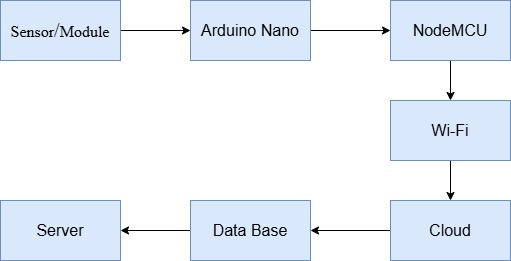 Sensor/Module
Arduino Nano
NodeMCU
Wi-Fi
Cloud
Data Base
Server